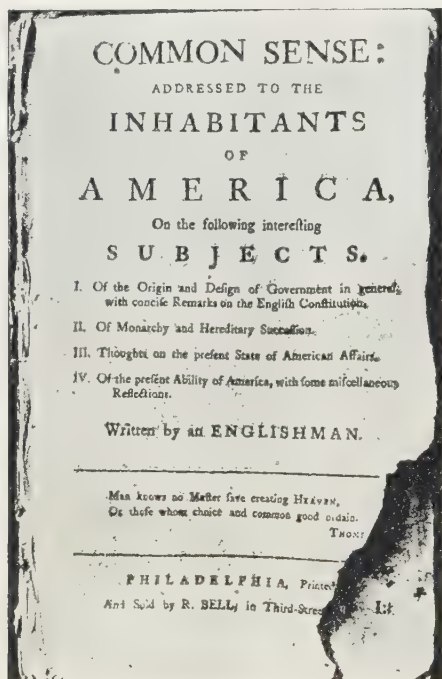 COMMON SENSE:
ADDRESSED TO THE
INHABITANTS
OF
AMERICA,
On the following intereſting
SUBJECTS.
I. Of the Origin and Deſign of Government in general,
with conciſe Remarks on the Engliſh Conſtitution.
II. Of Monarchy and Hereditary Succeſſion.
III. Thoughts on the preſent State of American Affairs.
IV. Of the preſent Ability of America, with ſome miſcellaneous
Reflections.
Written by an ENGLISHMAN.
Man knows no Maſter ſave creating HEAVEN,
Or thoſe whom choice and common good ordain.
THOMS
PHILADELPHIA, Printed
And Sold by R. BELL, in Third-Street